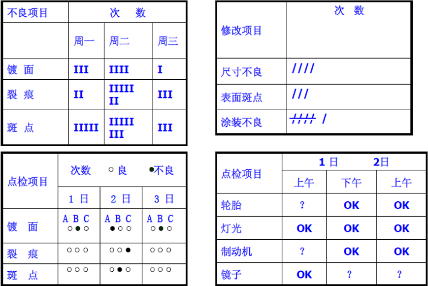 不良项目 次 数
周一 周二 周三
镀 面 III IIII I
裂 痕 II IIIII II III
斑 点 IIIII IIIII III III
修改项目 次 数
尺寸不良 ////
表面斑点 ///
涂装不良 //// /
点检项目 次数 ○良 ●不良
1 日 2 日 3 日
镀 面 A B C A B C A B C
○●○ ●○○ ○●○
裂 痕 ○○○ ○○● ○○○
斑 点 ○○○ ○●○ ○○○
点检项目 1 日 2日
上午 下午 上午
轮胎 ? OK OK
灯光 OK OK OK
制动机 ? OK OK
镜子 OK ? ?